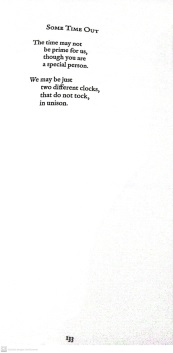 SOME TIME OUT
The time may not
be prime for us,
though you are
a special person.
We may be just
two different clocks,
that do not tock,
in unison.
133